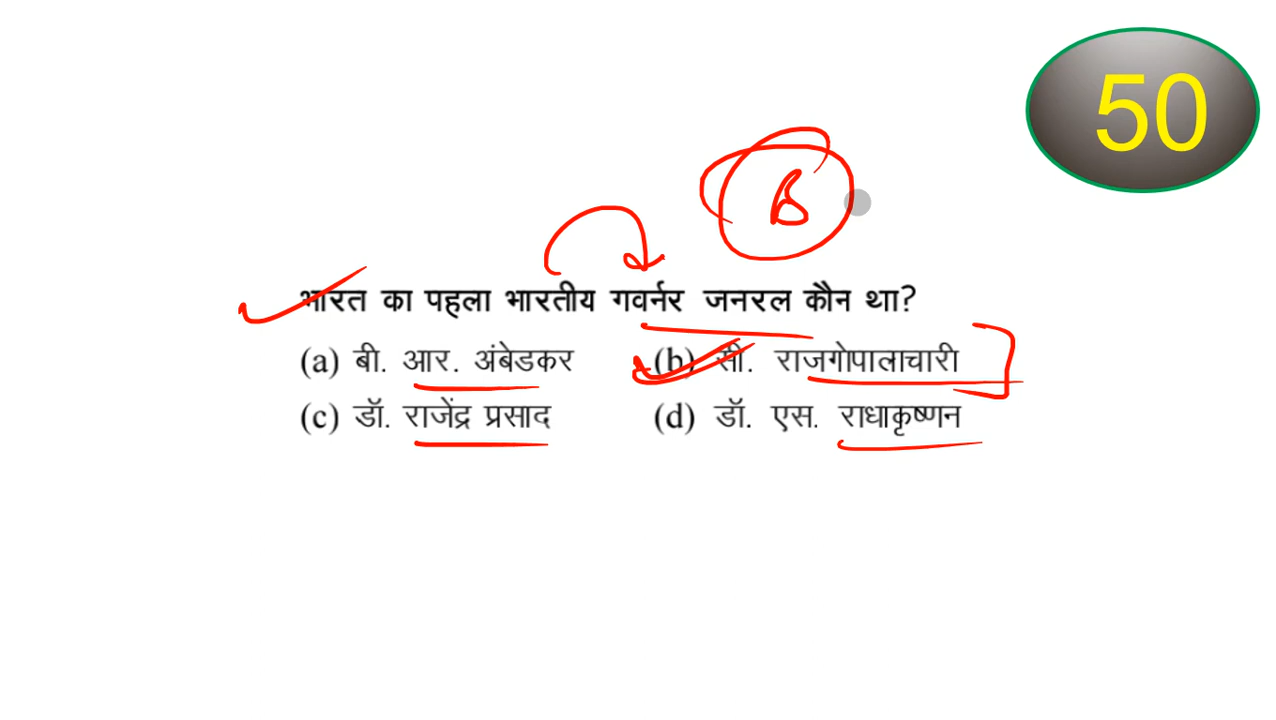 50
B
भारत का पहला भारतीय गवर्नर जनरल कौन था?
(a) बी. आर. अंबेडकर (b) सी. राजगोपालाचारी
(c) डॉ. राजेंद्र प्रसाद (d) डॉ. एस. राधाकृष्णन